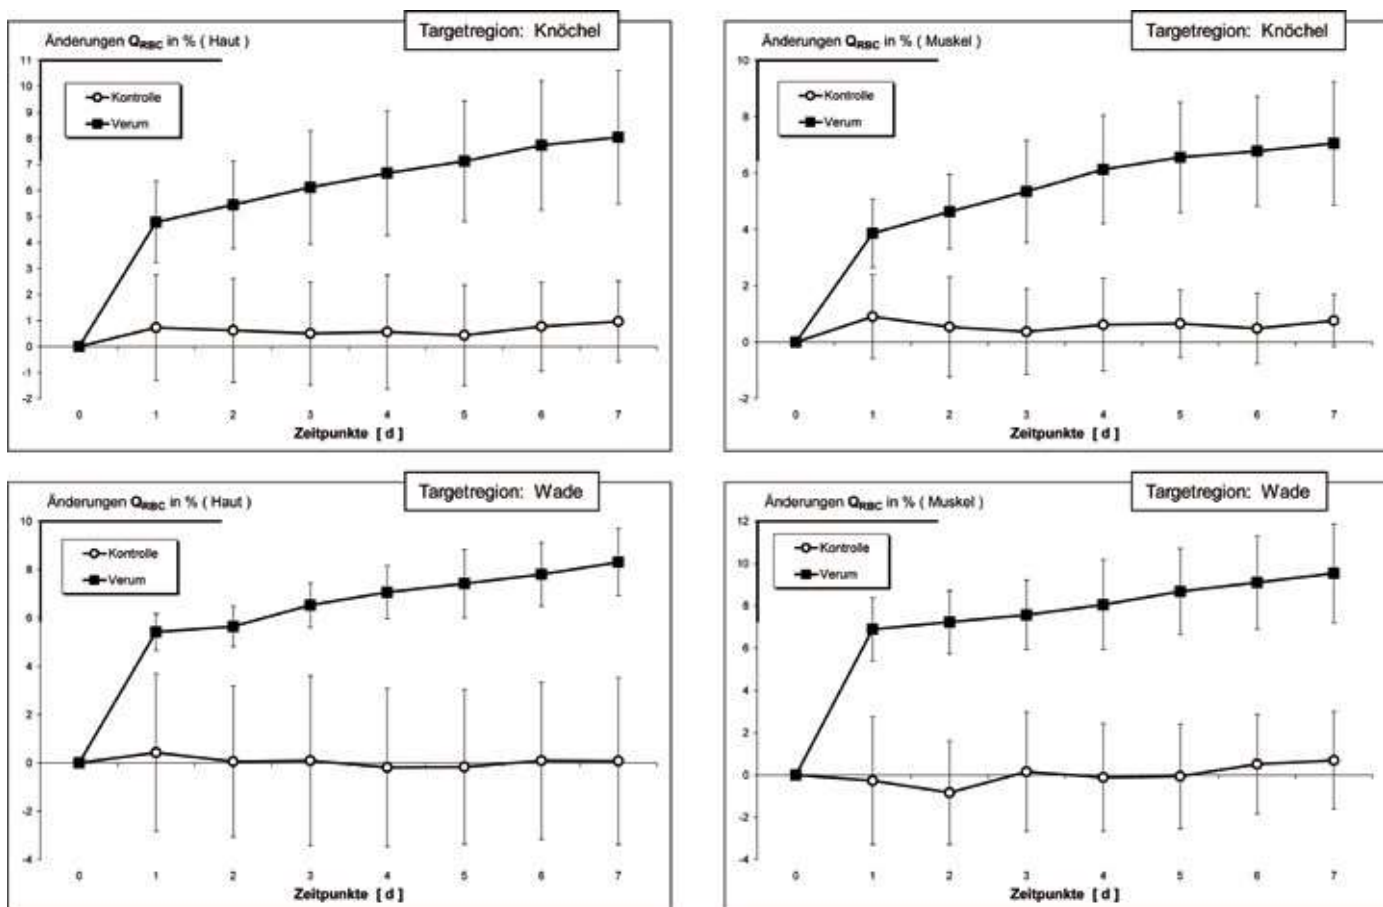 Targetregion: Knöchel
Änderungen QRBC in % ( Haut )
11
10
9
8
7
6
5
4
3
2
1
0
-1
-2
Kontrolle
Verum
0 1 2 3 4 5 6 7
Zeitpunkte [ d ]
Targetregion: Knöchel
Änderungen QRBC in % ( Muskel )
10
8
6
4
2
0
-2
Kontrolle
Verum
0 1 2 3 4 5 6 7
Zeitpunkte [ d ]
Targetregion: Wade
Änderungen QRBC in % ( Haut )
10
8
6
4
2
0
-2
-4
Kontrolle
Verum
0 1 2 3 4 5 6 7
Zeitpunkte [ d ]
Targetregion: Wade
Änderungen QRBC in % ( Muskel )
12
10
8
6
4
2
0
-2
-4
Kontrolle
Verum
0 1 2 3 4 5 6 7
Zeitpunkte [ d ]